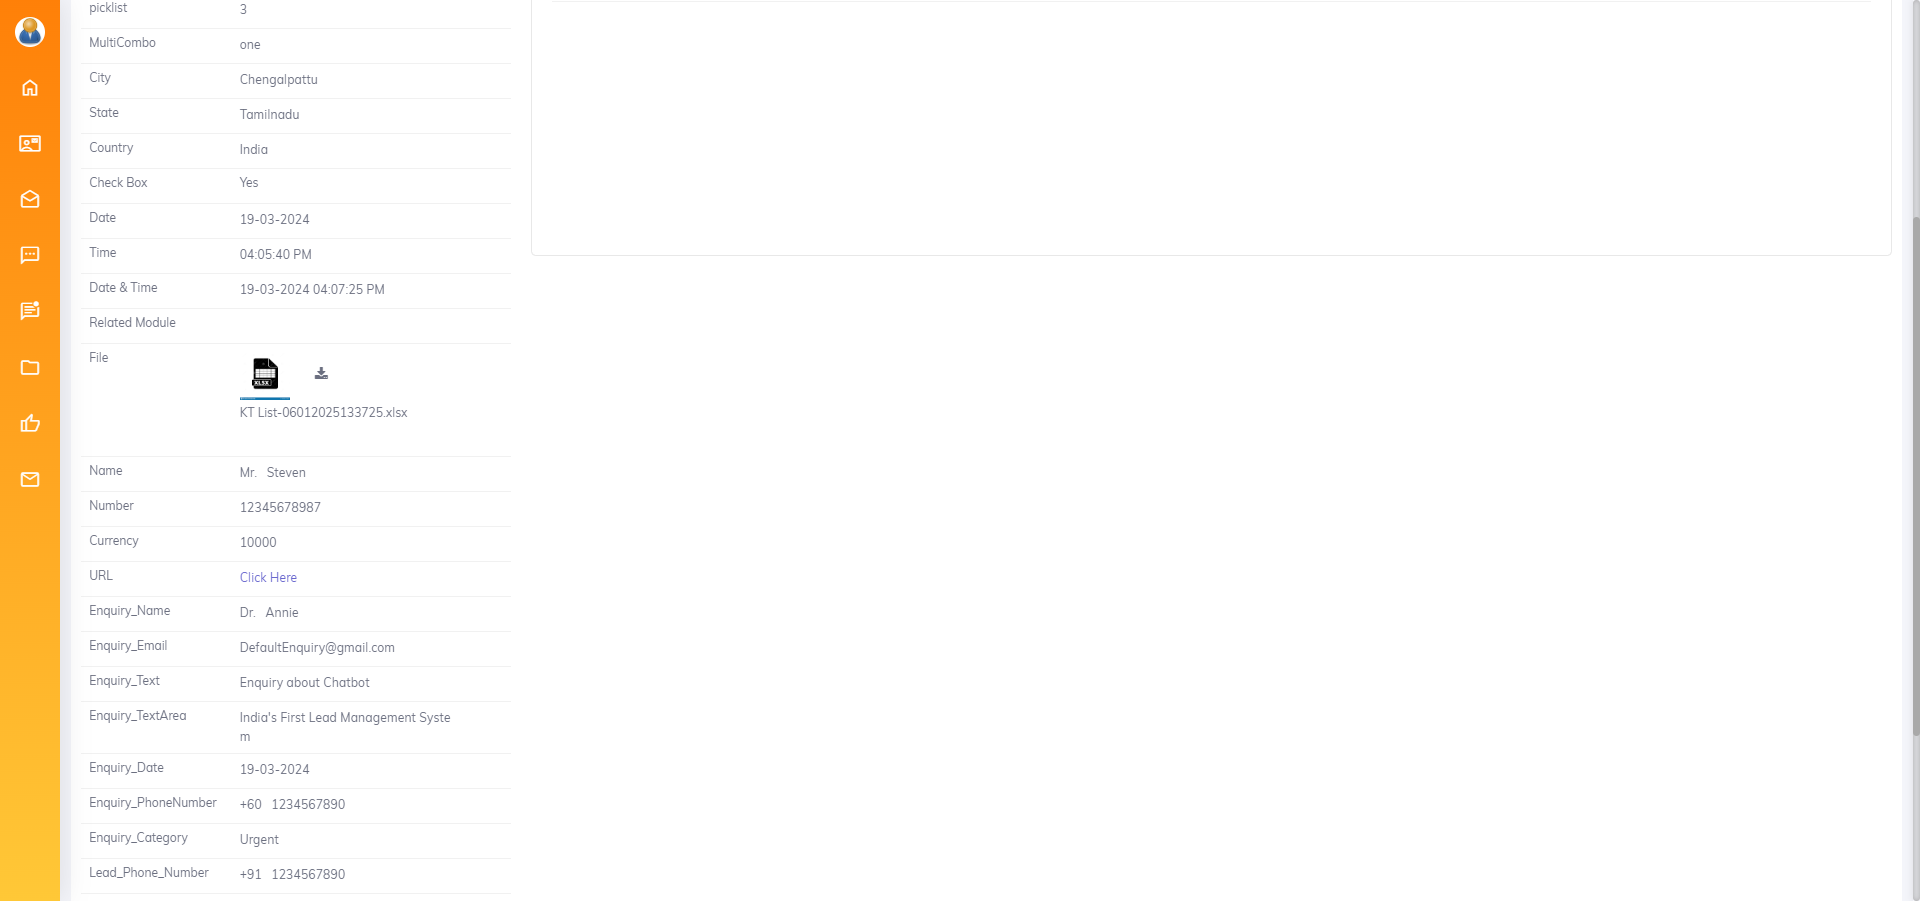 picklist 3
MultiCombo one
City Chengalpattu
State Tamilnadu
Country India
Check Box Yes
Date 19-03-2024
Time 04:05:40 PM
Date & Time 19-03-2024 04:07:25 PM
Related Module
File
XLSX
KT List-06012025133725.xlsx
Name Mr. Steven
Number 12345678987
Currency 10000
URL Click Here
Enquiry_Name Dr. Annie
Enquiry_Email DefaultEnquiry@gmail.com
Enquiry_Text Enquiry about Chatbot
Enquiry_TextArea India's First Lead Management Syste
m
Enquiry_Date 19-03-2024
Enquiry_PhoneNumber +60 1234567890
Enquiry_Category Urgent
Lead_Phone_Number +91 1234567890